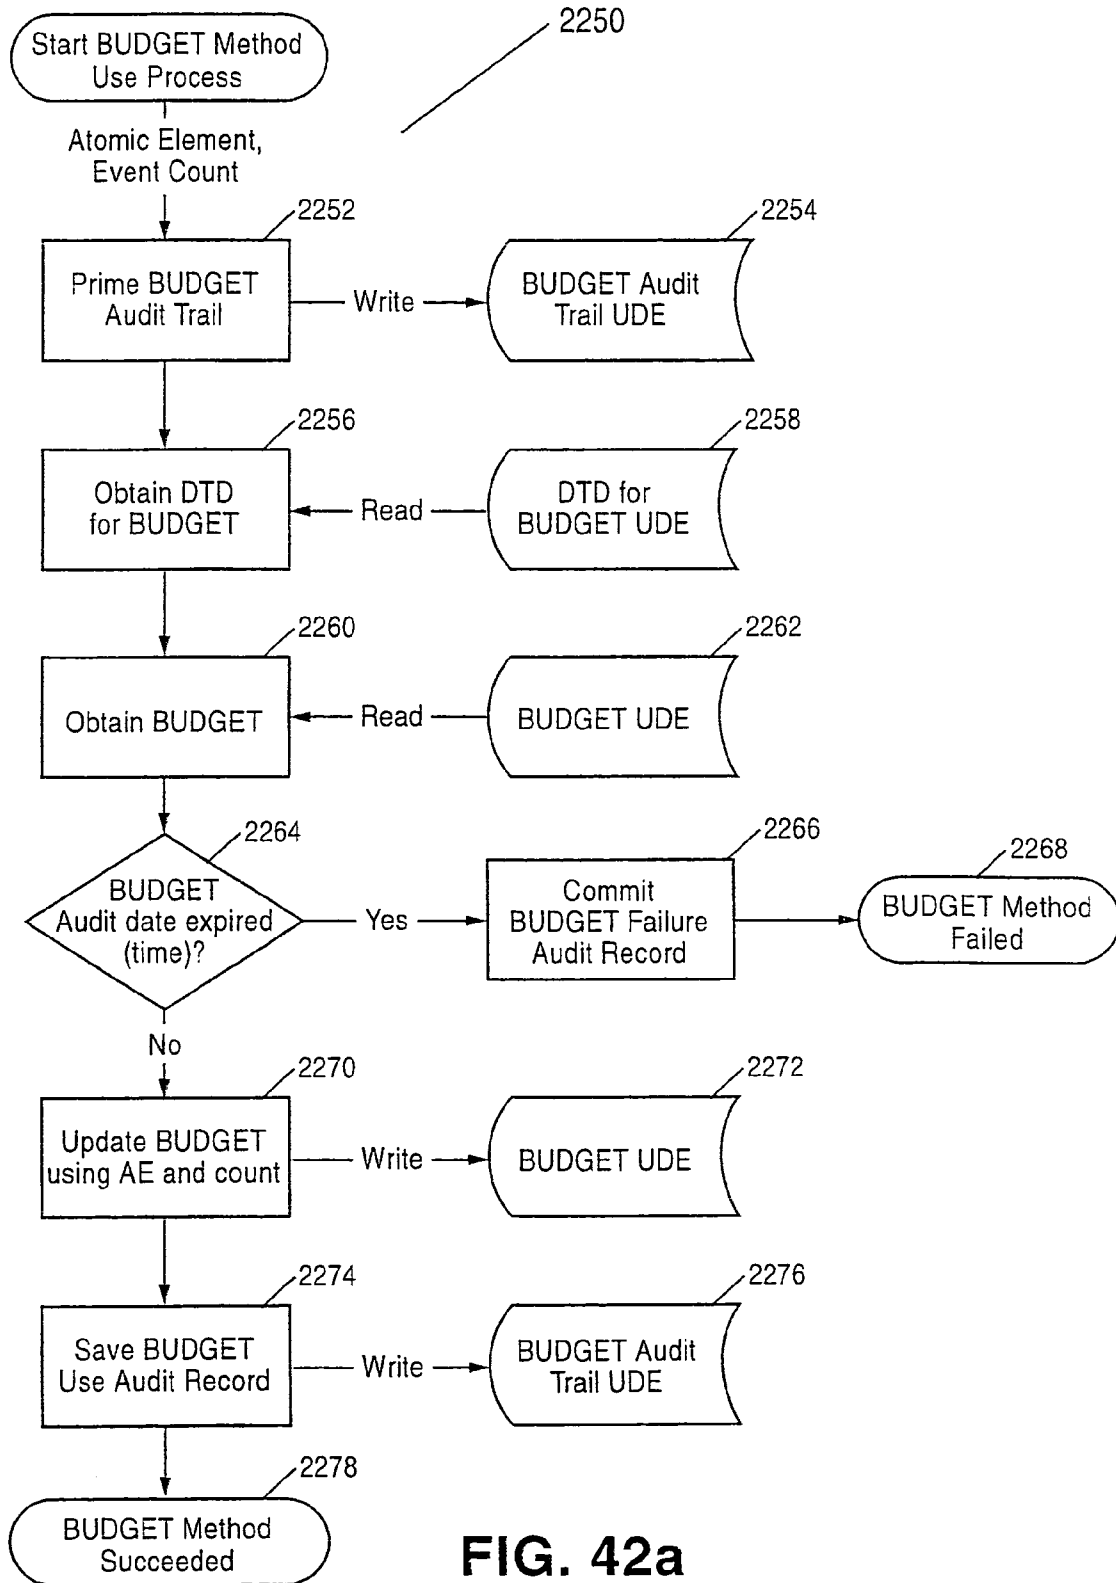 2250
Start BUDGET Method
Use Process
Atomic Element,
Event Count
2252
Prime BUDGET
Audit Trail
Write
2254
BUDGET Audit
Trail UDE
2256
Obtain DTD
for BUDGET
Read
2258
DTD for
BUDGET UDE
2260
Obtain BUDGET
Read
2262
BUDGET UDE
2264
BUDGET
Audit date expired
(time)?
Yes
2266
Commit
BUDGET Failure
Audit Record
2268
BUDGET Method
Failed
No
2270
Update BUDGET
using AE and count
Write
2272
BUDGET UDE
2274
Save BUDGET
Use Audit Record
Write
2276
BUDGET Audit
Trail UDE
2278
BUDGET Method
Succeeded
FIG. 42a